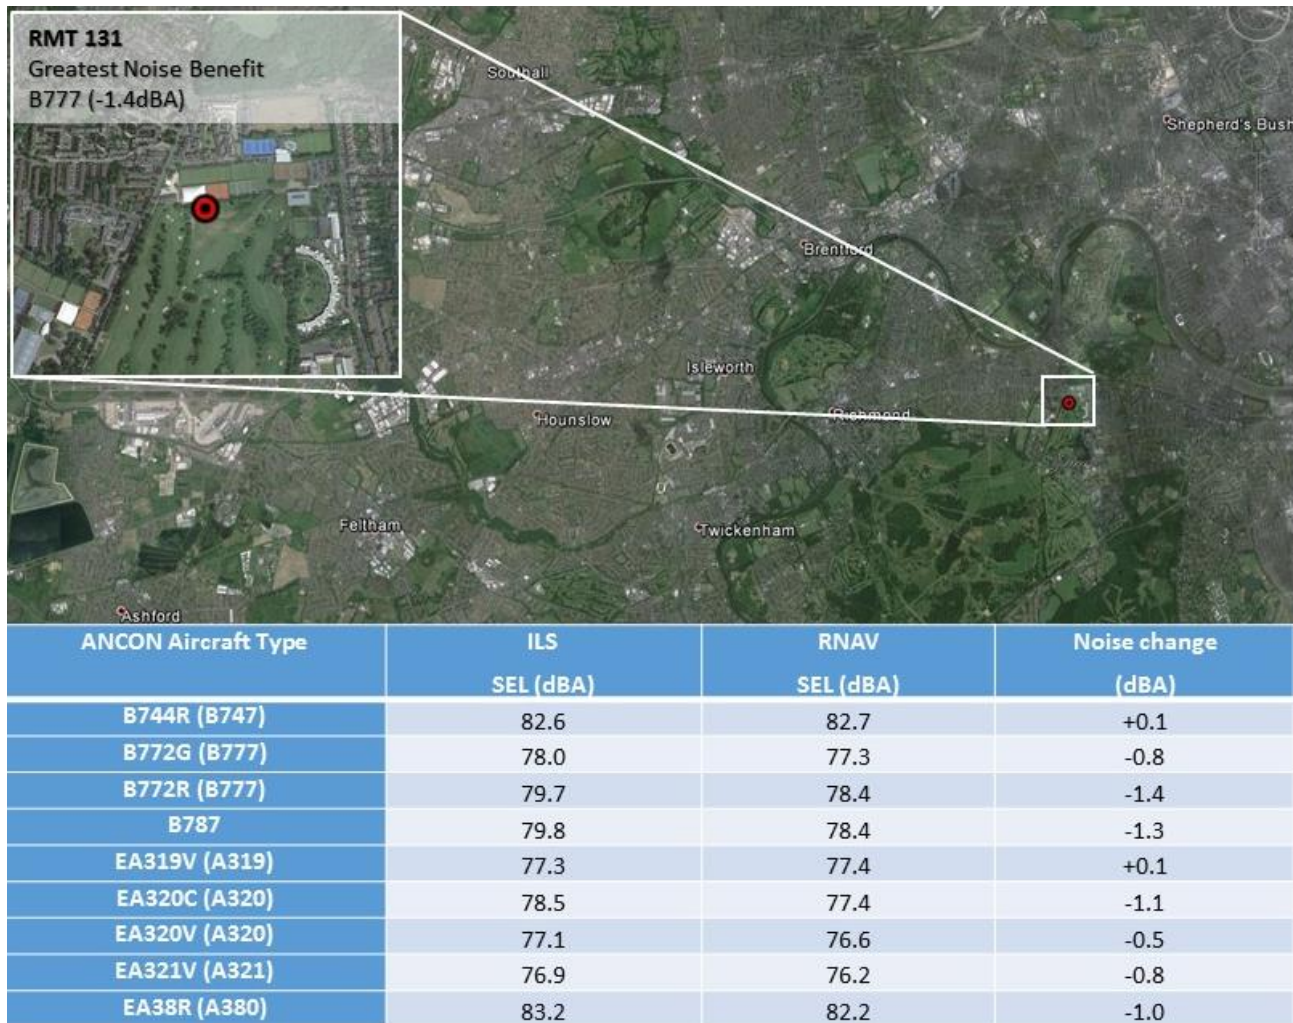 RMT 131
Greatest Noise Benefit
B777 (-1.4dBA)
Southall
Shepherd's Bush
Brentford
Isleworth
Hounslow
Richmond
Feltham
Twickenham
Ashford
ANCON Aircraft Type ILS SEL (dBA) RNAV SEL (dBA) Noise change (dBA)
B744R (B747) 82.6 82.7 +0.1
B772G (B777) 78.0 77.3 -0.8
B772R (B777) 79.7 78.4 -1.4
B787 79.8 78.4 -1.3
EA319V (A319) 77.3 77.4 +0.1
EA320C (A320) 78.5 77.4 -1.1
EA320V (A320) 77.1 76.6 -0.5
EA321V (A321) 76.9 76.2 -0.8
EA38R (A380) 83.2 82.2 -1.0